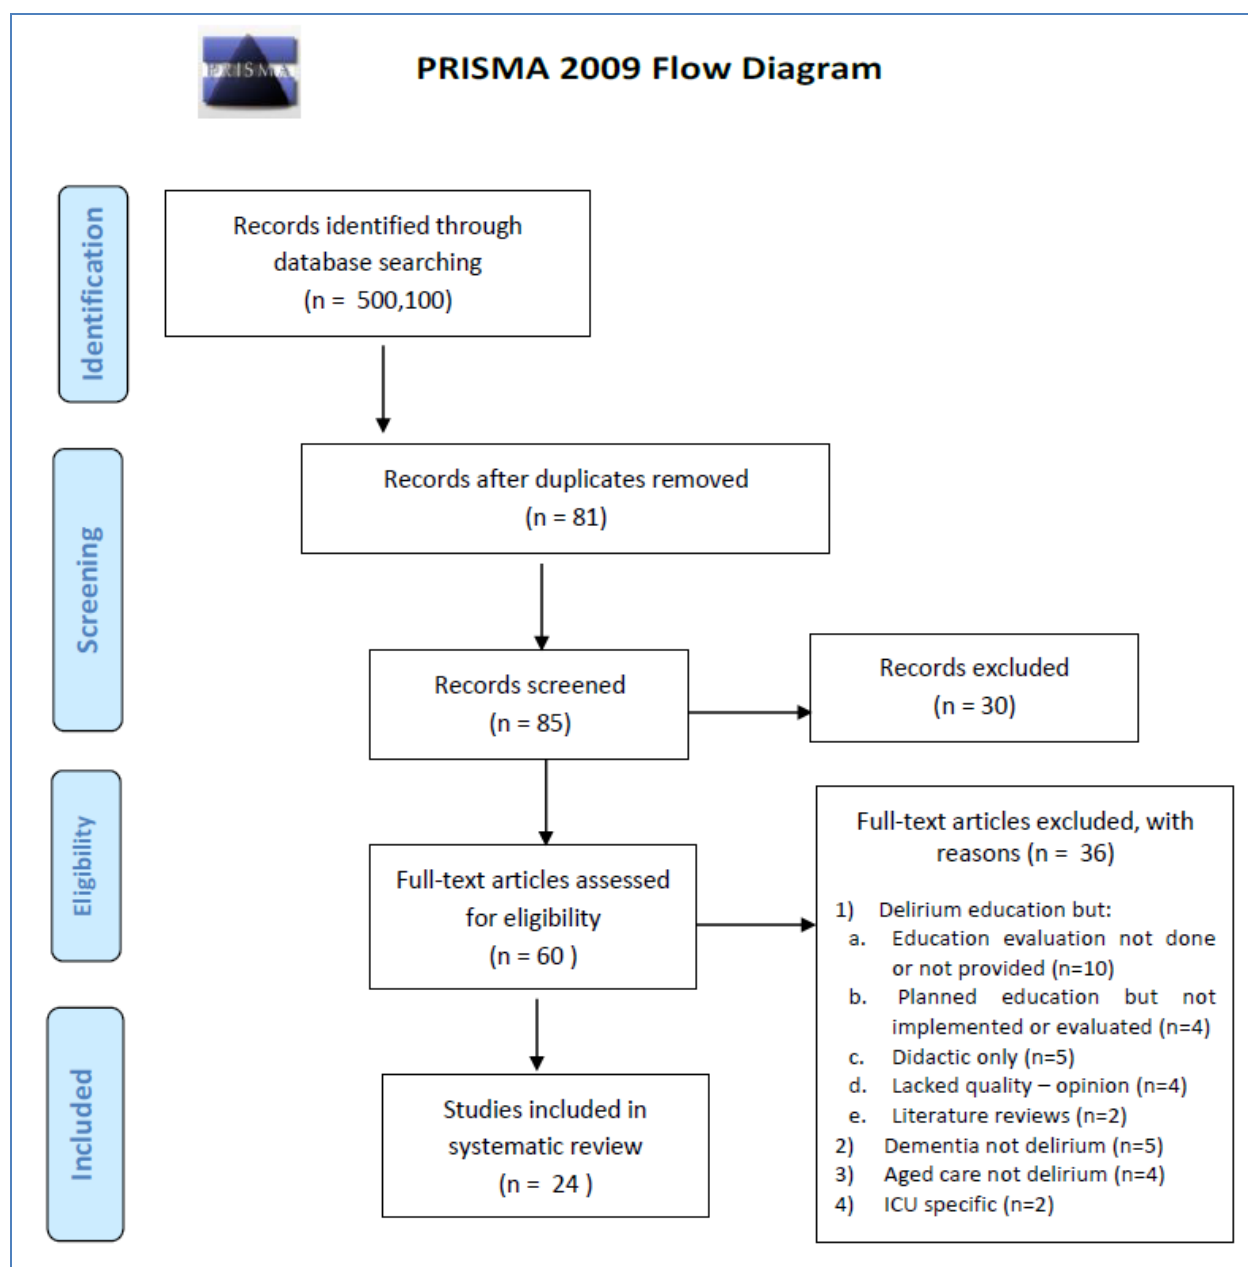 PRISMA
PRISMA 2009 Flow Diagram
Identification
Records identified through
database searching
(n = 500,100)
Screening
Records after duplicates removed
(n = 81)
Records screened
(n = 85)
Records excluded
(n = 30)
Eligibility
Full-text articles assessed
for eligibility
(n = 60 )
Full-text articles excluded, with
reasons (n = 36)
1) Delirium education but:
a. Education evaluation not done
or not provided (n=10)
b. Planned education but not
implemented or evaluated (n=4)
c. Didactic only (n=5)
d. Lacked quality – opinion (n=4)
e. Literature reviews (n=2)
2) Dementia not delirium (n=5)
3) Aged care not delirium (n=4)
4) ICU specific (n=2)
Included
Studies included in
systematic review
(n = 24 )